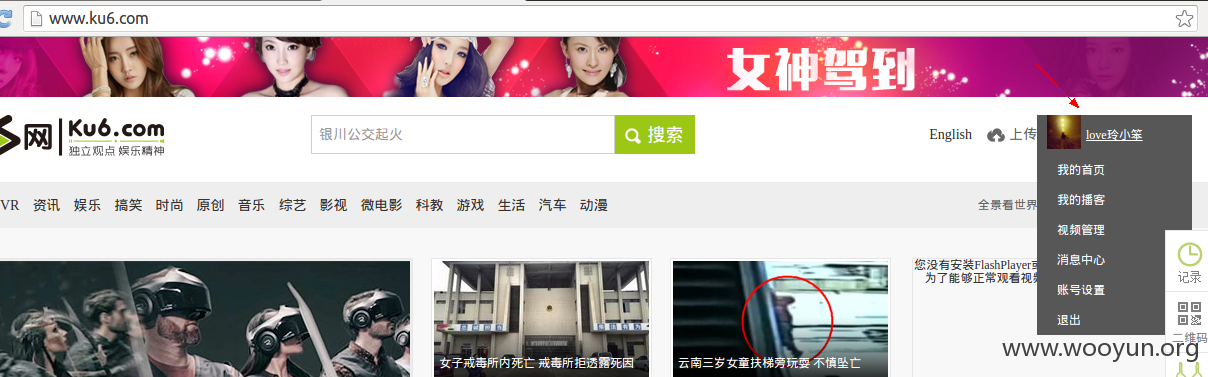 www.ku6.com
女神驾到
网 Ku6.com
独立观点 娱乐精神
银川公交起火 搜索
English 上传
love玲小笨
VR 资讯 娱乐 搞笑 时尚 原创 音乐 综艺 影视 微电影 科教 游戏 生活 汽车 动漫
全景看世界
我的首页
我的播客
视频管理
消息中心
账号设置
退出
您没有安装FlashPlayer或
为了能够正常观看视频
女子戒毒所内死亡 戒毒所拒透露死因
云南三岁女童扶梯旁玩耍 不慎坠亡
记录
二维码
www.wooyun.org